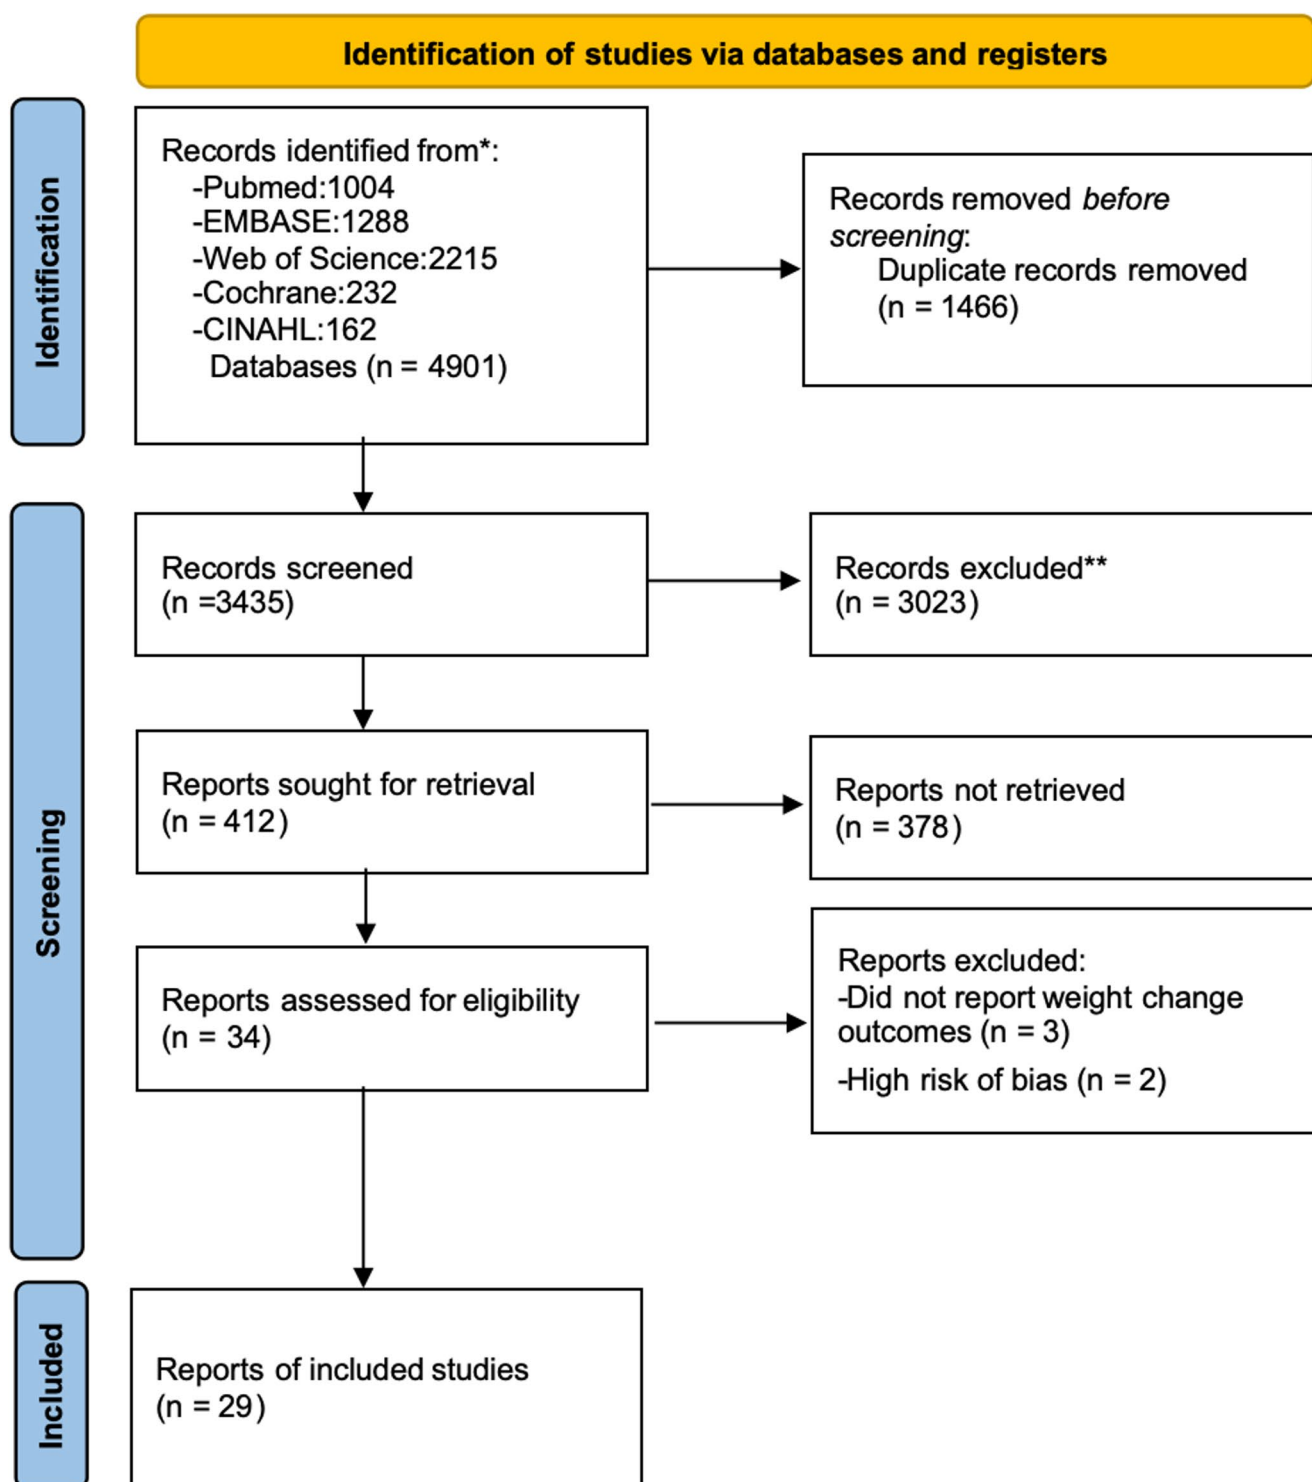 Identification of studies via databases and registers
Identification
Records identified from*:
-Pubmed:1004
-EMBASE:1288
-Web of Science:2215
-Cochrane:232
-CINAHL:162
Databases (n = 4901)
Records removed before
screening:
Duplicate records removed
(n = 1466)
Screening
Records screened
(n =3435)
Records excluded**
(n = 3023)
Reports sought for retrieval
(n = 412)
Reports not retrieved
(n = 378)
Reports assessed for eligibility
(n = 34)
Reports excluded:
-Did not report weight change
outcomes (n = 3)
-High risk of bias (n = 2)
Included
Reports of included studies
(n = 29)